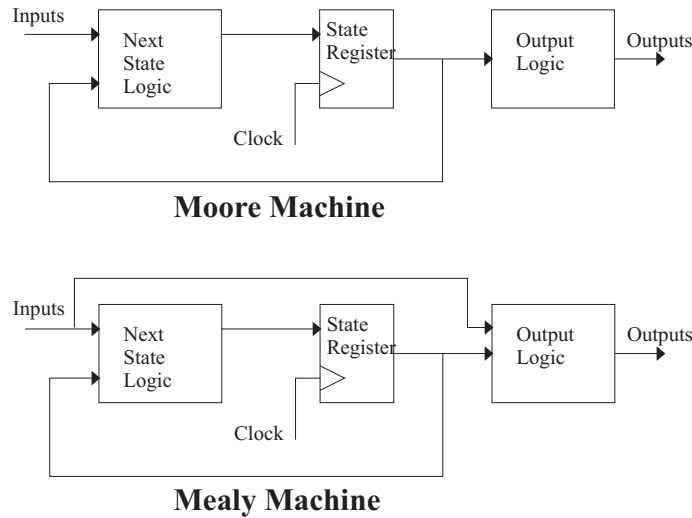 Inputs
Next
State
Logic
State
Register
Clock
Output
Logic
Outputs
Moore Machine
Inputs
Next
State
Logic
State
Register
Clock
Output
Logic
Outputs
Mealy Machine